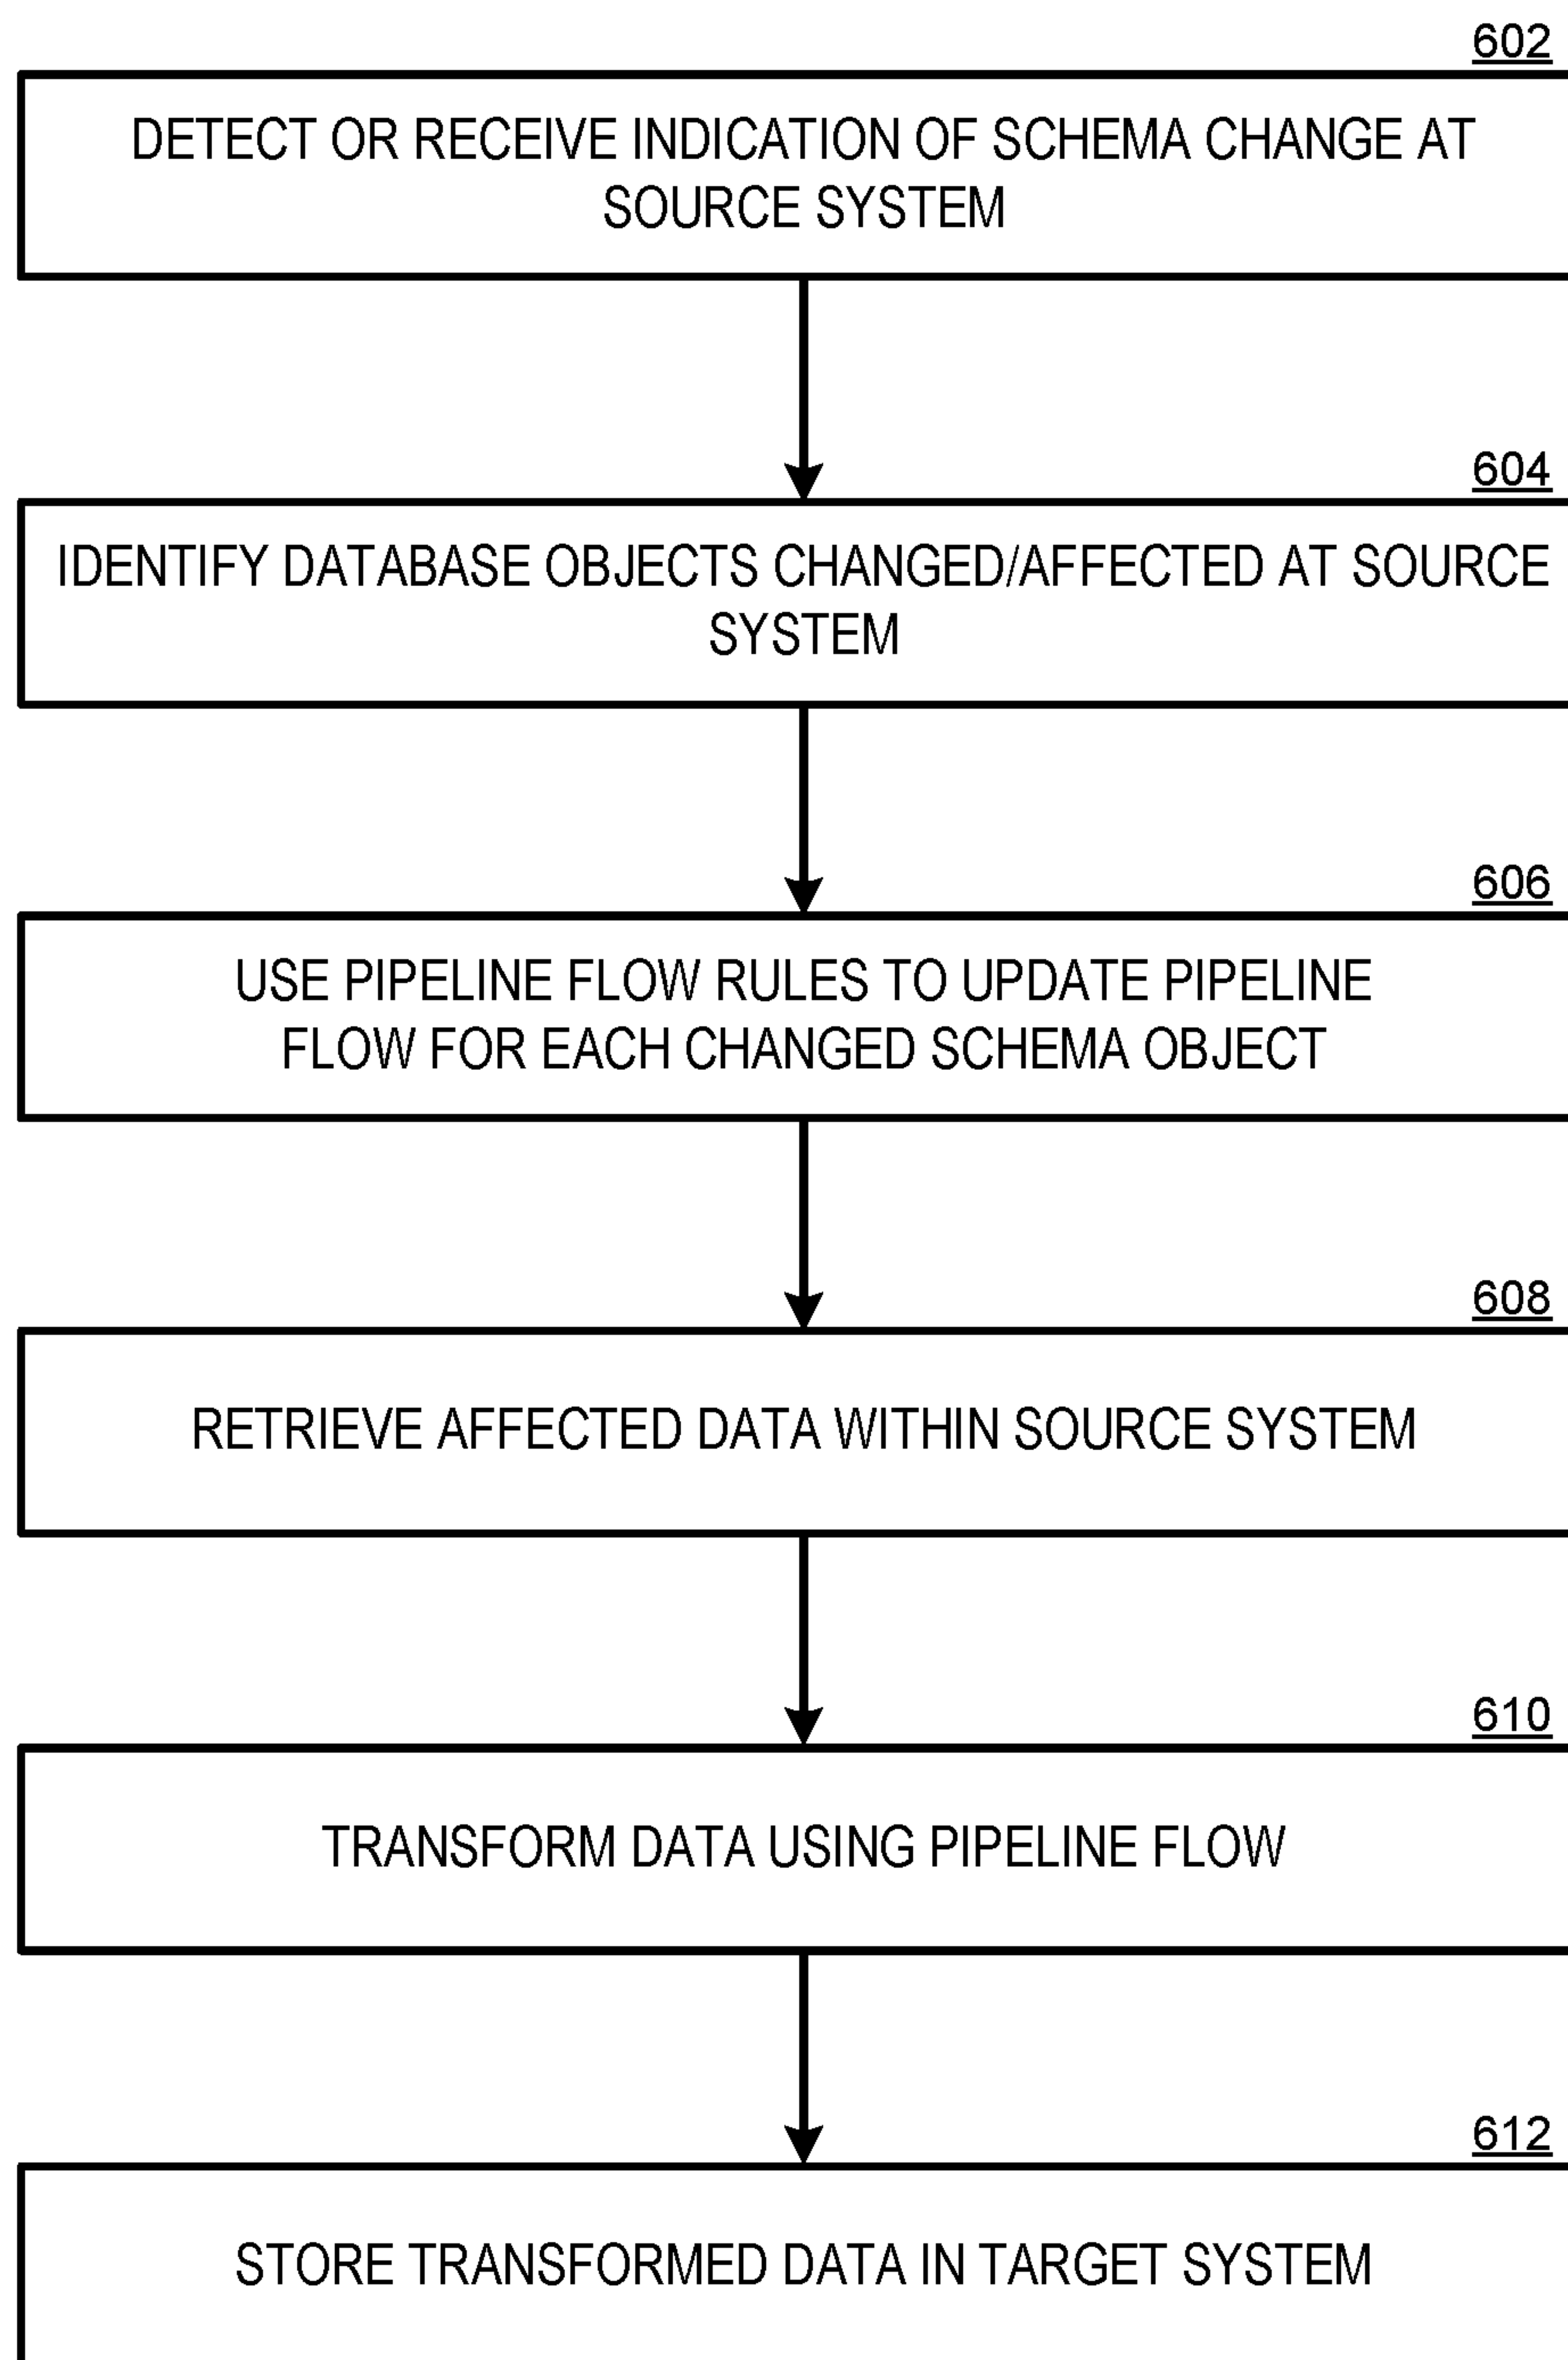 602
DETECT OR RECEIVE INDICATION OF SCHEMA CHANGE AT
SOURCE SYSTEM
604
IDENTIFY DATABASE OBJECTS CHANGED/AFFECTED AT SOURCE
SYSTEM
606
USE PIPELINE FLOW RULES TO UPDATE PIPELINE
FLOW FOR EACH CHANGED SCHEMA OBJECT
608
RETRIEVE AFFECTED DATA WITHIN SOURCE SYSTEM
610
TRANSFORM DATA USING PIPELINE FLOW
612
STORE TRANSFORMED DATA IN TARGET SYSTEM